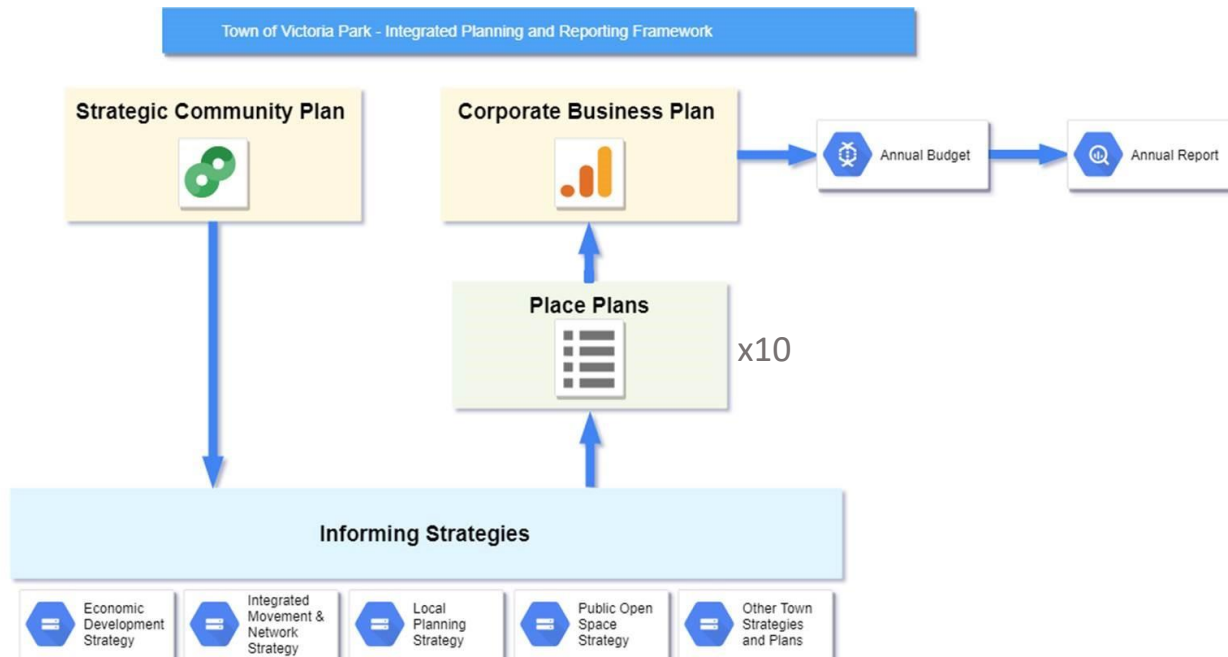 Town of Victoria Park - Integrated Planning and Reporting Framework
Strategic Community Plan
Corporate Business Plan
Annual Budget
Annual Report
Place Plans
x10
Informing Strategies
Economic
Development
Strategy
Integrated
Movement &
Network
Strategy
Local
Planning
Strategy
Public Open
Space
Strategy
Other Town
Strategies
and Plans